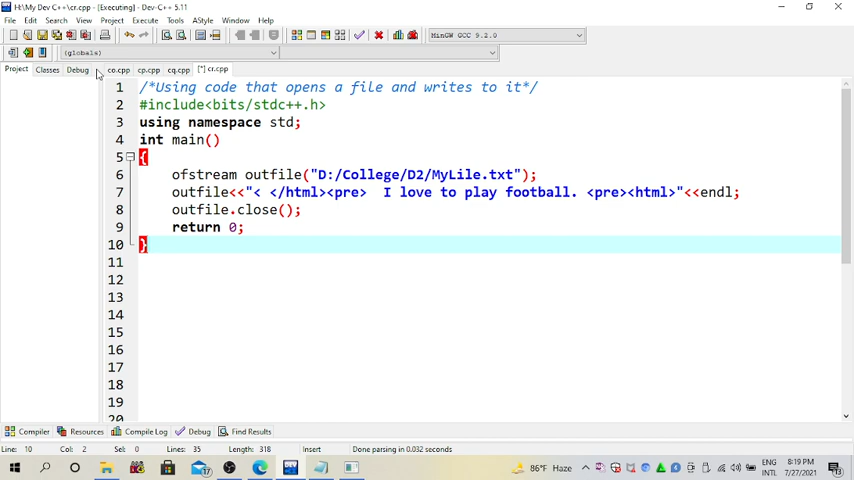 H:\My Dev C++\cr.cpp - [Executing] - Dev-C++ 5.11
File Edit Search View Project Execute Tools AStyle Window Help
MinGW GCC 9.2.0
(globals)
Project Classes Debug co.cpp cp.cpp cq.cpp [*] cr.cpp
1 /*Using code that opens a file and writes to it*/
2 #include<bits/stdc++.h>
3 using namespace std;
4 int main()
5 {
6 ofstream outfile("D:/College/D2/MyLile.txt");
7 outfile<<"< </html><pre>  I love to play football. <pre><html>"<<endl;
8 outfile.close();
9 return 0;
10 }
11
12
13
14
15
16
17
18
19
20
Compiler Resources Compile Log Debug Find Results
Line: 10 Col: 2 Sel: 0 Lines: 35 Length: 318 Insert Done parsing in 0.032 seconds
86°F Haze ENG INTL 8:19 PM 7/27/2021